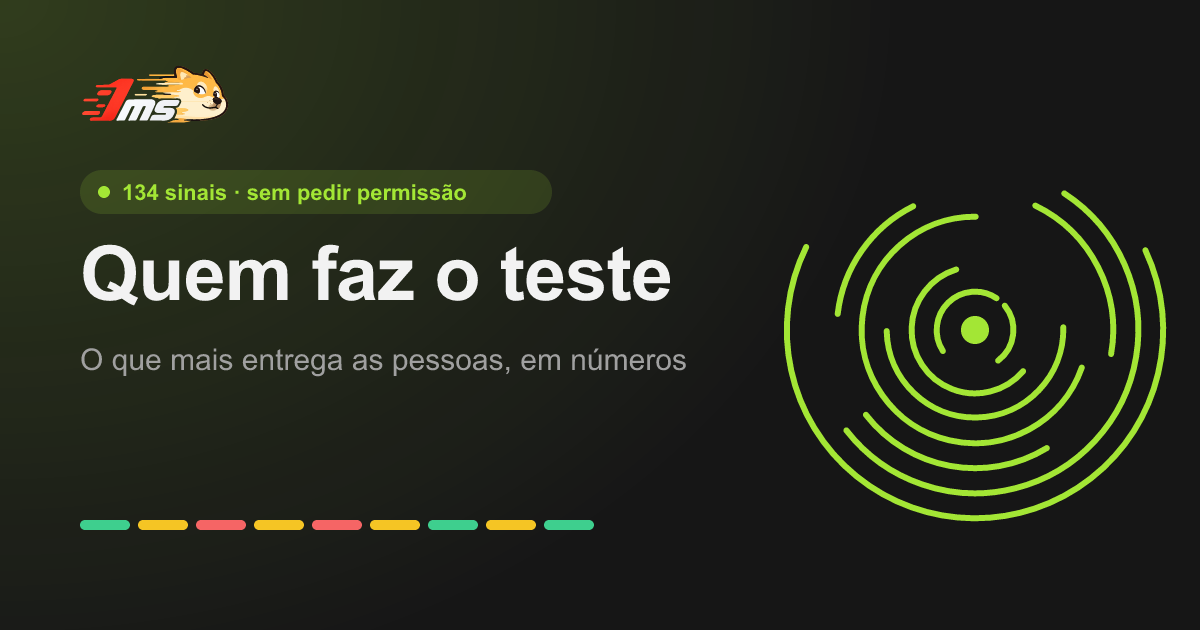 1ms
134 sinais · sem pedir permissão
Quem faz o teste
O que mais entrega as pessoas, em números